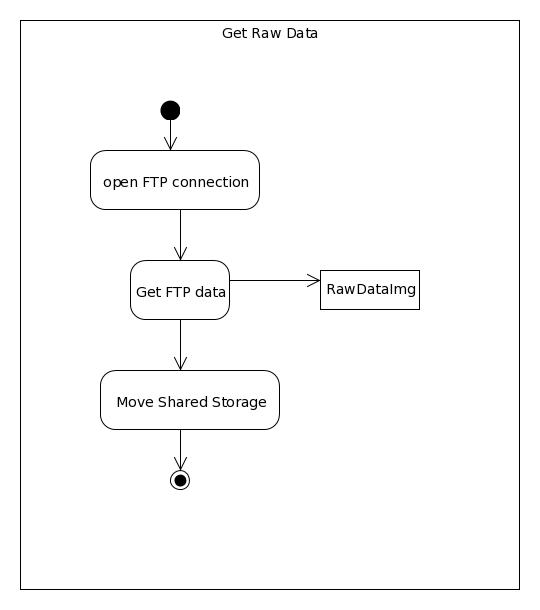 Get Raw Data
open FTP connection
Get FTP data
RawDataImg
Move Shared Storage